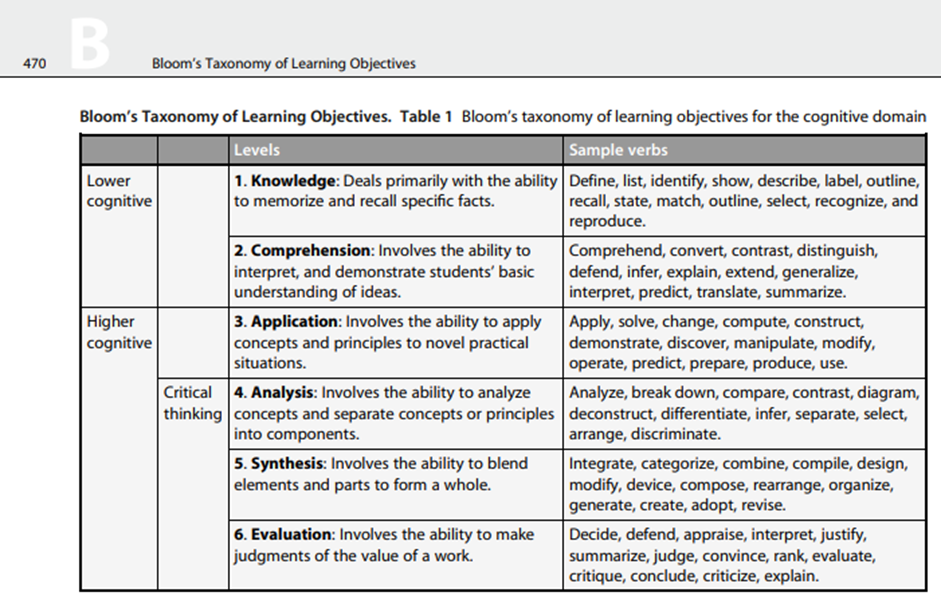 470
B
Bloom's Taxonomy of Learning Objectives
Bloom's Taxonomy of Learning Objectives. Table 1 Bloom's taxonomy of learning objectives for the cognitive domain
Levels
Sample verbs
Lower
cognitive
1. Knowledge: Deals primarily with the ability
to memorize and recall specific facts.
Define, list, identify, show, describe, label, outline,
recall, state, match, outline, select, recognize, and
reproduce.
2. Comprehension: Involves the ability to
interpret, and demonstrate students' basic
understanding of ideas.
Comprehend, convert, contrast, distinguish,
defend, infer, explain, extend, generalize,
interpret, predict, translate, summarize.
Higher
cognitive
3. Application: Involves the ability to apply
concepts and principles to novel practical
situations.
Apply, solve, change, compute, construct,
demonstrate, discover, manipulate, modify,
operate, predict, prepare, produce, use.
Critical
thinking
4. Analysis: Involves the ability to analyze
concepts and separate concepts or principles
into components.
Analyze, break down, compare, contrast, diagram,
deconstruct, differentiate, infer, separate, select,
arrange, discriminate.
5. Synthesis: Involves the ability to blend
elements and parts to form a whole.
Integrate, categorize, combine, compile, design,
modify, device, compose, rearrange, organize,
generate, create, adopt, revise.
6. Evaluation: Involves the ability to make
judgments of the value of a work.
Decide, defend, appraise, interpret, justify,
summarize, judge, convince, rank, evaluate,
critique, conclude, criticize, explain.